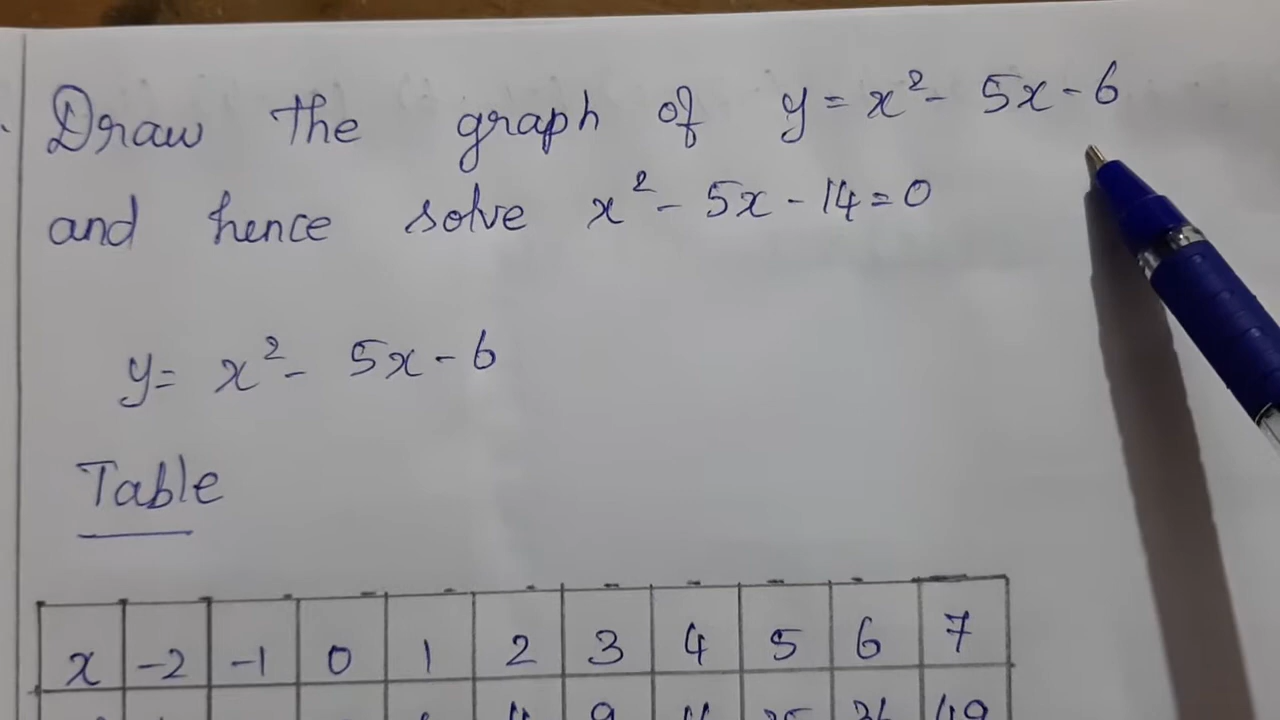 Draw the graph of y = x² - 5x - 6
and hence solve x² - 5x - 14 = 0
y = x² - 5x - 6
Table
x -2 -1 0 1 2 3 4 5 6 7